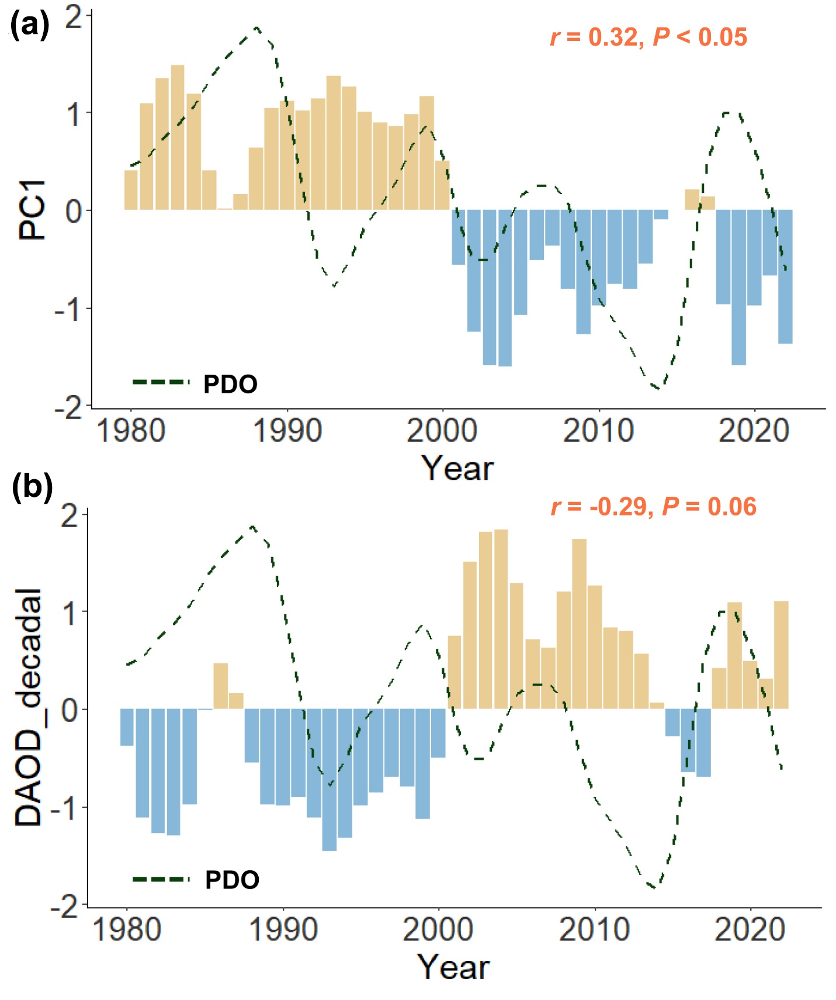 (a)
r = 0.32, P < 0.05
2
1
0
-1
-2
PC1
PDO
1980 1990 2000 2010 2020
Year
(b)
r = -0.29, P = 0.06
2
1
0
-1
-2
DAOD_decadal
PDO
1980 1990 2000 2010 2020
Year